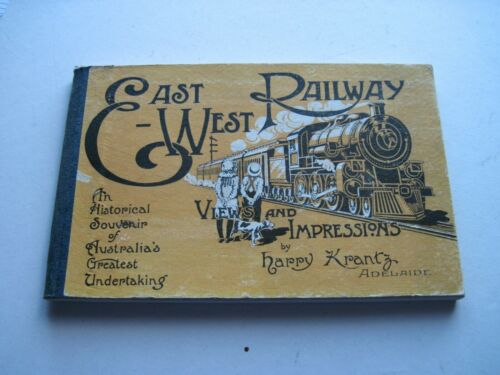 EAST
-WEST RAILWAY
VIEWS AND
IMPRESSIONS
by
Harry Krantz
ADELAIDE.
An
Historical
Souvenir
of
Australia's
Greatest
Undertaking